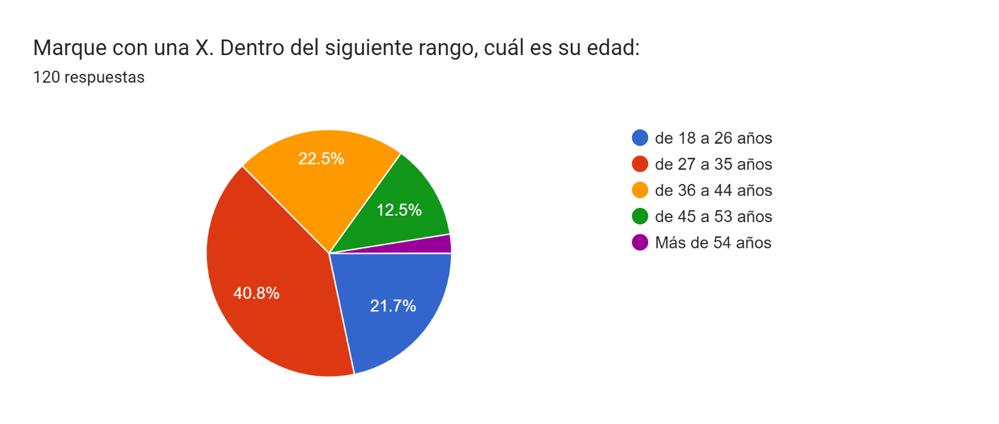 Marque con una X. Dentro del siguiente rango, cuál es su edad:
120 respuestas
22.5%
12.5%
40.8%
21.7%
de 18 a 26 años
de 27 a 35 años
de 36 a 44 años
de 45 a 53 años
Más de 54 años